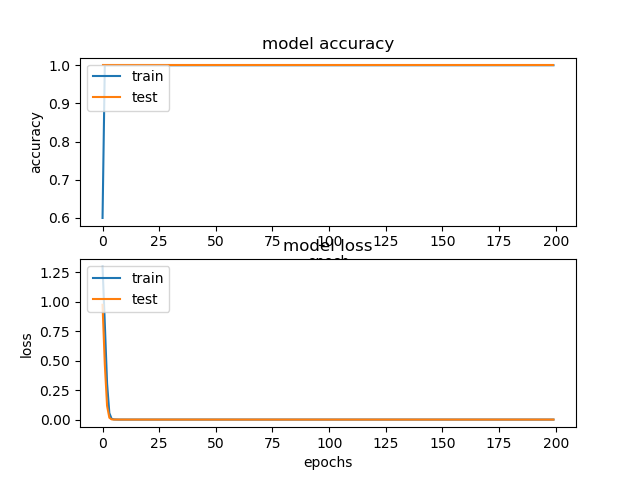 model accuracy
1.0
0.9
0.8
0.7
0.6
accuracy
train
test
0 25 50 75 100 125 150 175 200
epoch
model loss
1.25
1.00
0.75
0.50
0.25
0.00
loss
train
test
0 25 50 75 100 125 150 175 200
epochs